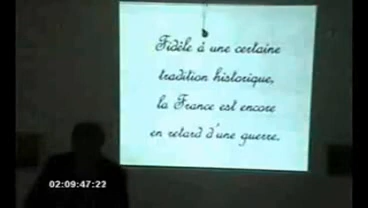 Fidèle à une certaine
tradition historique,
la France est encore
en retard d'une guerre.
02:09:47:22